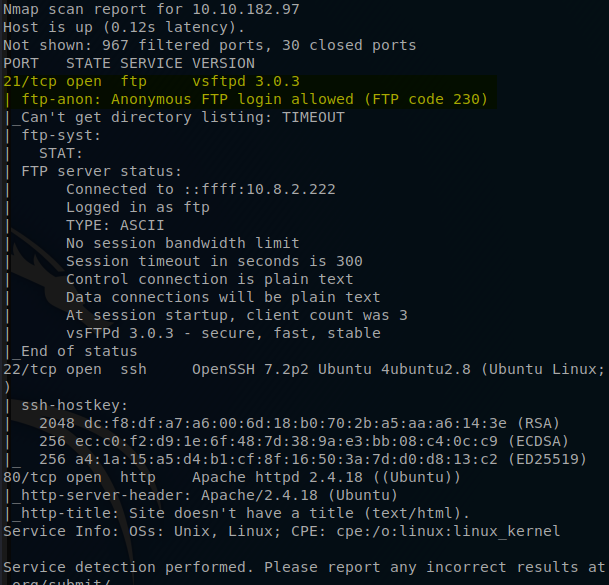 Nmap scan report for 10.10.182.97
Host is up (0.12s latency).
Not shown: 967 filtered ports, 30 closed ports
PORT   STATE SERVICE VERSION
21/tcp open  ftp     vsftpd 3.0.3
| ftp-anon: Anonymous FTP login allowed (FTP code 230)
|_Can't get directory listing: TIMEOUT
| ftp-syst:
|   STAT:
| FTP server status:
|      Connected to ::ffff:10.8.2.222
|      Logged in as ftp
|      TYPE: ASCII
|      No session bandwidth limit
|      Session timeout in seconds is 300
|      Control connection is plain text
|      Data connections will be plain text
|      At session startup, client count was 3
|      vsFTPd 3.0.3 - secure, fast, stable
|_End of status
22/tcp open  ssh     OpenSSH 7.2p2 Ubuntu 4ubuntu2.8 (Ubuntu Linux;
)
| ssh-hostkey:
|   2048 dc:f8:df:a7:a6:00:6d:18:b0:70:2b:a5:aa:a6:14:3e (RSA)
|   256 ec:c0:f2:d9:1e:6f:48:7d:38:9a:e3:bb:08:c4:0c:c9 (ECDSA)
|_  256 a4:1a:15:a5:d4:b1:cf:8f:16:50:3a:7d:d0:d8:13:c2 (ED25519)
80/tcp open  http    Apache httpd 2.4.18 ((Ubuntu))
|_http-server-header: Apache/2.4.18 (Ubuntu)
|_http-title: Site doesn't have a title (text/html).
Service Info: OSs: Unix, Linux; CPE: cpe:/o:linux:linux_kernel
Service detection performed. Please report any incorrect results at
org/submit/